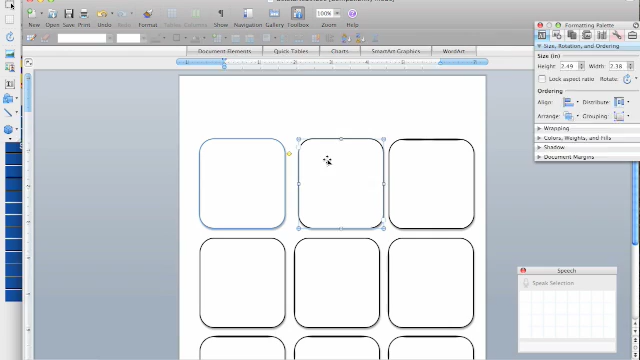 New Open Save Print Undo Redo Format Tables Columns Show Navigation Gallery Toolbox Zoom Help
100%
Document Elements Quick Tables Charts SmartArt Graphics WordArt
Formatting Palette
Size, Rotation, and Ordering
Size (in)
Height: 2.49 Width: 2.38
Lock aspect ratio Rotate:
Ordering
Align: Distribute:
Arrange: Grouping:
Wrapping
Colors, Weights, and Fills
Shadow
Document Margins
Speech
Speak Selection